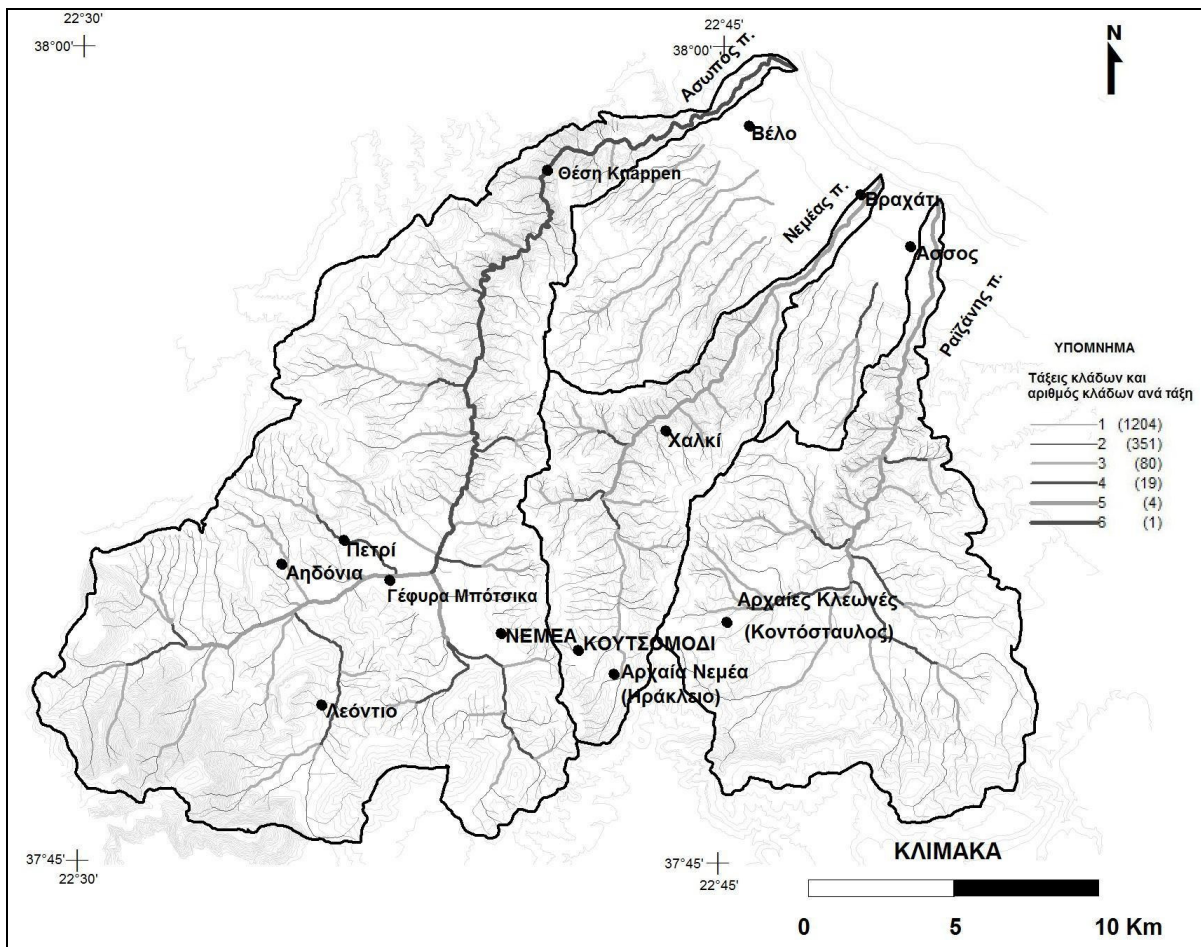 22°30'
22°45'
38°00'
38°00'
N
Ασωπός π.
Βέλο
Θέση Knappen
Νεμέας π.
Βραχάτι
Άσσος
Ραϊζάνης π.
ΥΠΟΜΝΗΜΑ
Τάξεις κλάδων και
αριθμός κλάδων ανά τάξη
1 (1204)
2 (351)
3 (80)
4 (19)
5 (4)
6 (1)
Χαλκί
Πετρί
Αηδόνια
Γέφυρα Μπότσικα
Αρχαίες Κλεωνές
(Κοντόσταυλος)
ΝΕΜΕΑ
ΚΟΥΤΣΟΜΟΔΙ
Αρχαία Νεμέα
(Ηράκλειο)
Λεόντιο
37°45'
22°30'
37°45'
22°45'
ΚΛΙΜΑΚΑ
0 5 10 Km